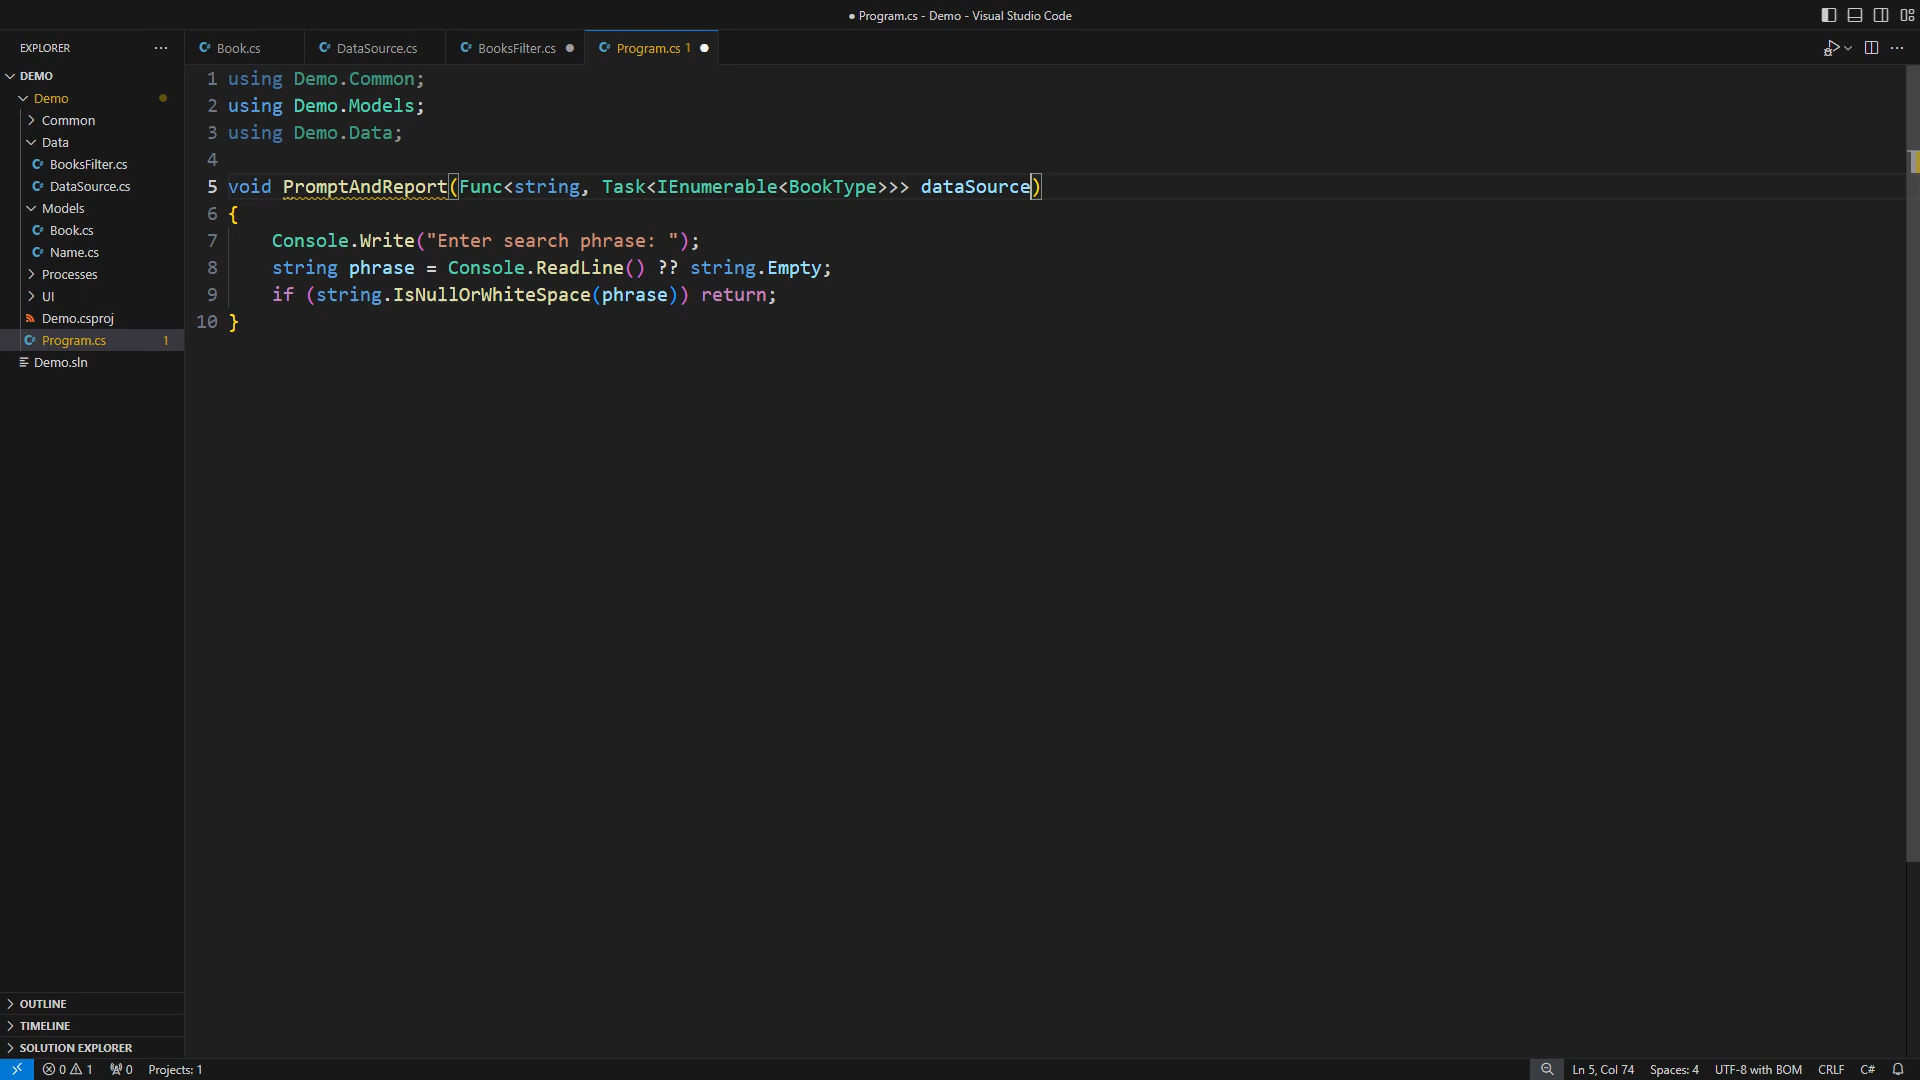 ● Program.cs - Demo - Visual Studio Code
EXPLORER
Book.cs
DataSource.cs
BooksFilter.cs ●
Program.cs 1 ●
DEMO
Demo
Common
Data
BooksFilter.cs
DataSource.cs
Models
Book.cs
Name.cs
Processes
UI
Demo.csproj
Program.cs 1
Demo.sln
OUTLINE
TIMELINE
SOLUTION EXPLORER
1 using Demo.Common;
2 using Demo.Models;
3 using Demo.Data;
4
5 void PromptAndReport(Func<string, Task<IEnumerable<BookType>>> dataSource)
6 {
7     Console.Write("Enter search phrase: ");
8     string phrase = Console.ReadLine() ?? string.Empty;
9     if (string.IsNullOrWhiteSpace(phrase)) return;
10 }
0 1 0 Projects: 1 Ln 5, Col 74 Spaces: 4 UTF-8 with BOM CRLF C#